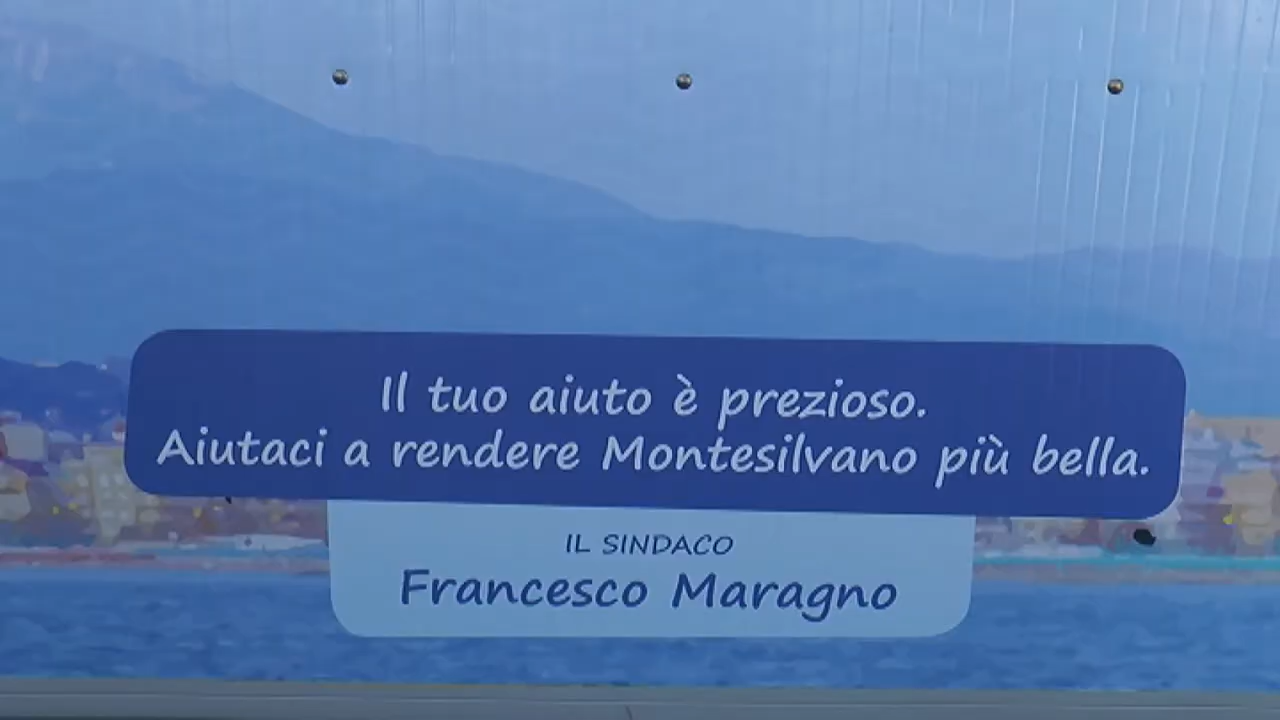 Il tuo aiuto è prezioso.
Aiutaci a rendere Montesilvano più bella.
IL SINDACO
Francesco Maragno